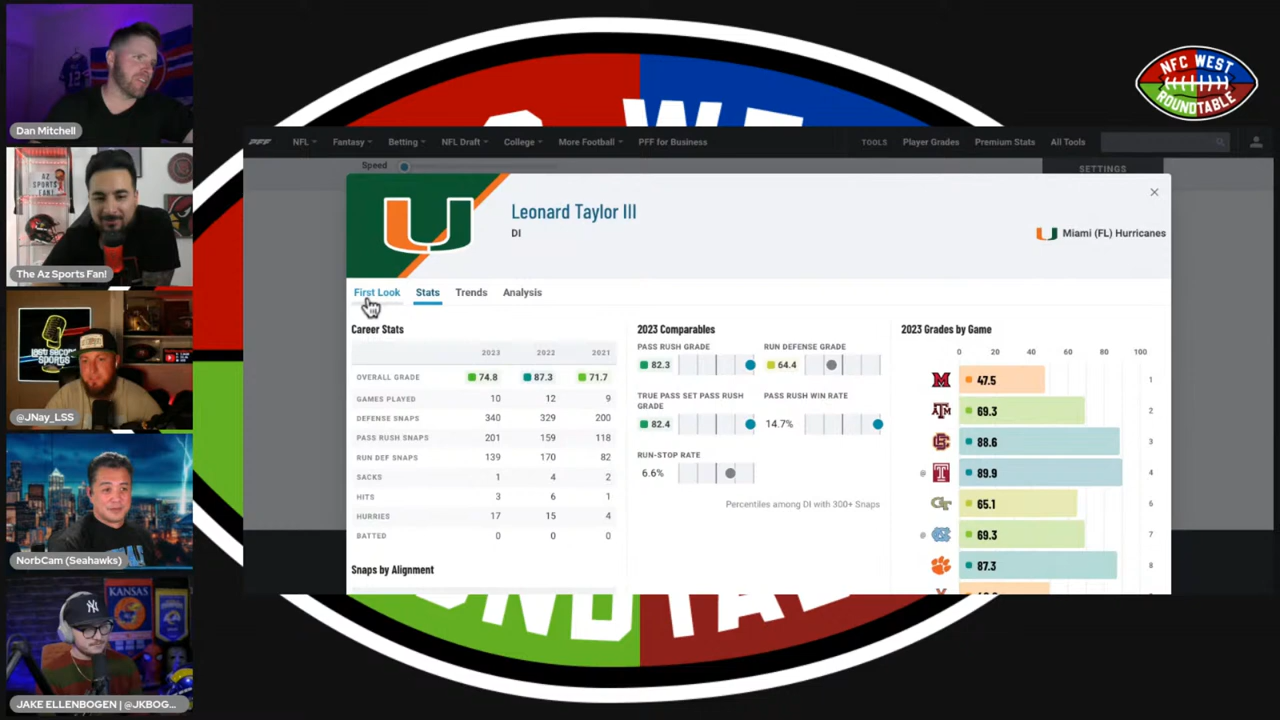 Dan Mitchell
AZ
SPORTS
FAN!
The Az Sports Fan!
LAST SECOND
SPORTS
@JNay_LSS
NorbCam (Seahawks)
KANSAS
JAKE ELLENBOGEN | @JKBOG...
NFC WEST
ROUNDTABLE
PFF
NFL
Fantasy
Betting
NFL Draft
College
More Football
PFF for Business
TOOLS
Player Grades
Premium Stats
All Tools
Speed
SETTINGS
Leonard Taylor III
DI
Miami (FL) Hurricanes
First Look
Stats
Trends
Analysis
Career Stats
2023 2022 2021
OVERALL GRADE 74.8 87.3 71.7
GAMES PLAYED 10 12 9
DEFENSE SNAPS 340 329 200
PASS RUSH SNAPS 201 159 118
RUN DEF SNAPS 139 170 82
SACKS 1 4 2
HITS 3 6 1
HURRIES 17 15 4
BATTED 0 0 0
Snaps by Alignment
2023 Comparables
PASS RUSH GRADE
82.3
RUN DEFENSE GRADE
64.4
TRUE PASS SET PASS RUSH
GRADE
82.4
PASS RUSH WIN RATE
14.7%
RUN-STOP RATE
6.6%
Percentiles among DI with 300+ Snaps
2023 Grades by Game
0 20 40 60 80 100
47.5 1
69.3 2
88.6 3
@ 89.9 4
65.1 6
@ 69.3 7
87.3 8